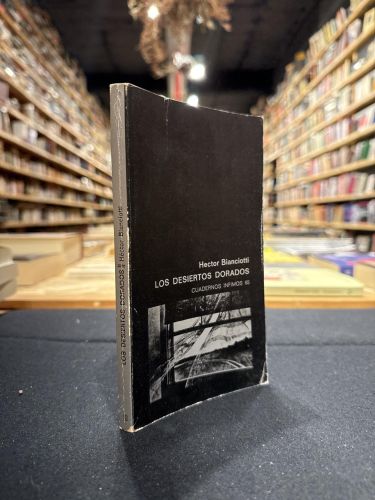 Hector Bianciotti
LOS DESIERTOS DORADOS
CUADERNOS INFIMOS 65
LOS DESIERTOS DORADOS Hector Bianciotti